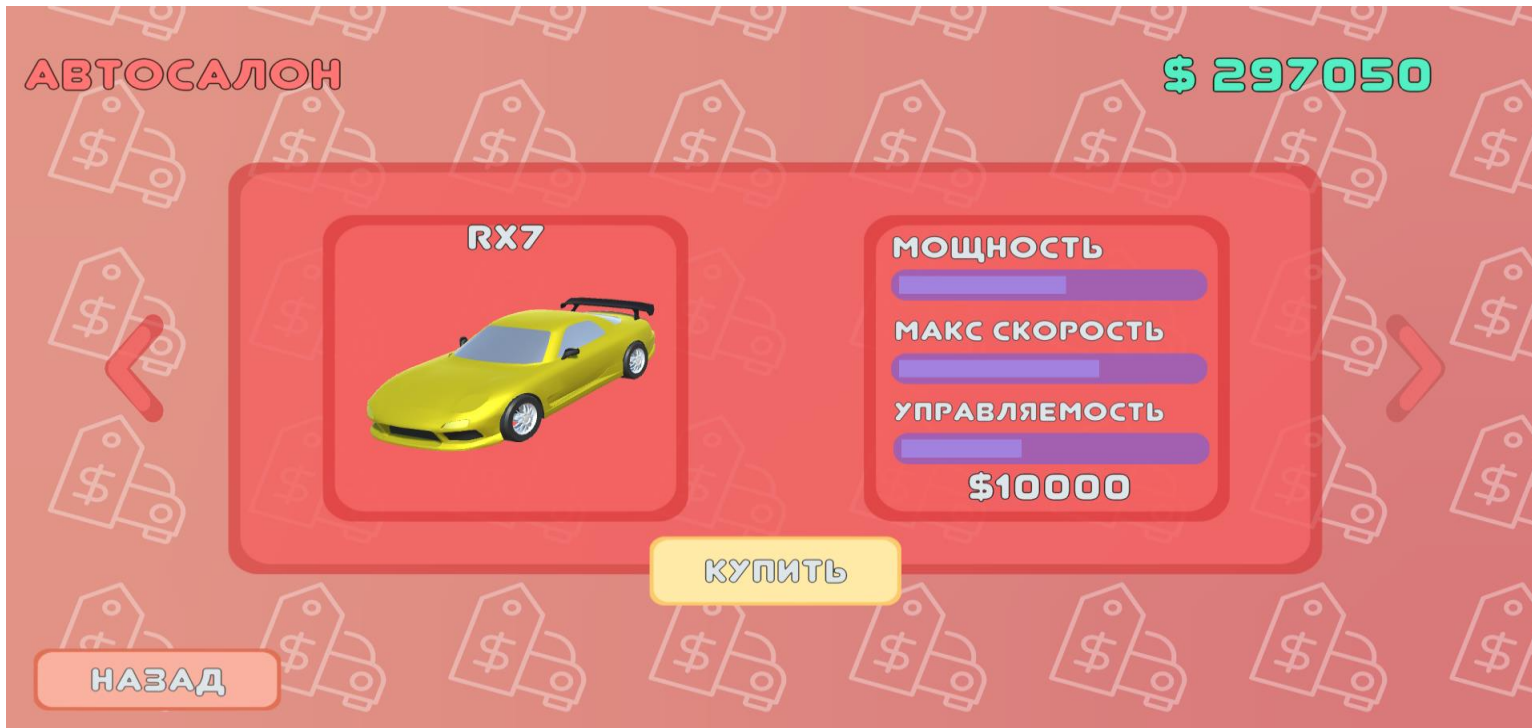 АВТОСАЛОН
$ 297050
RX7
МОЩНОСТЬ
МАКС СКОРОСТЬ
УПРАВЛЯЕМОСТЬ
$10000
КУПИТЬ
НАЗАД